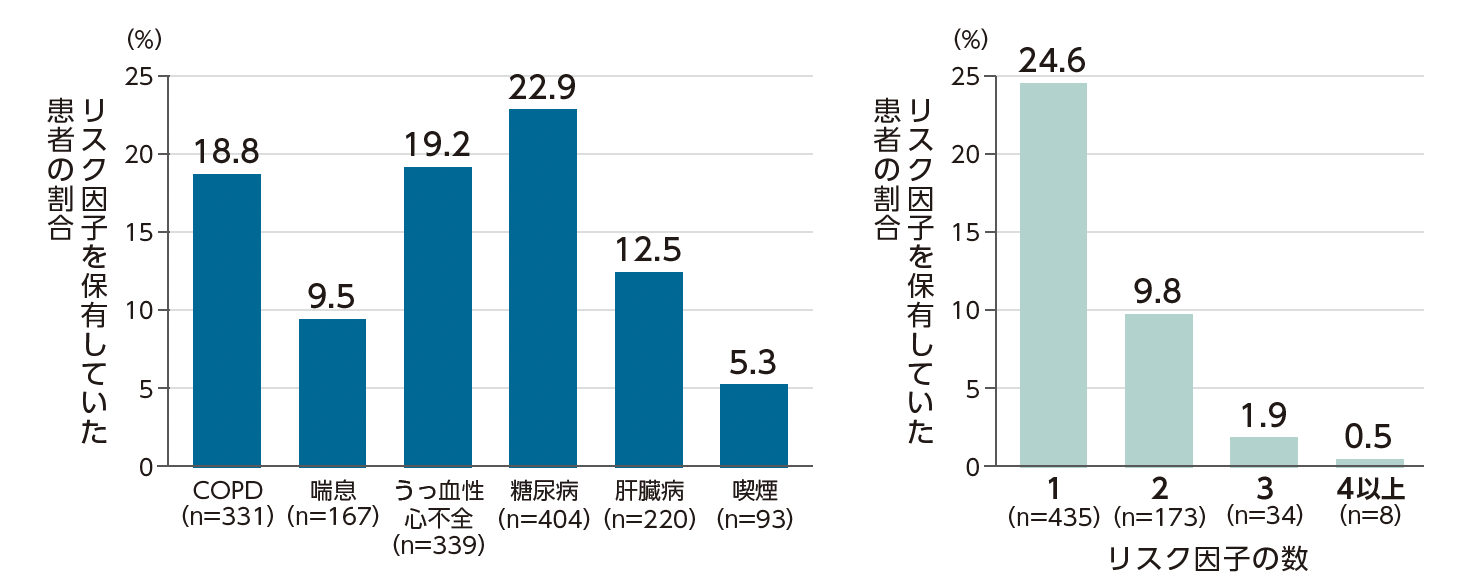 (%)
リスク因子を保有していた
患者の割合
25
20
15
10
5
0
18.8
9.5
19.2
22.9
12.5
5.3
COPD
(n=331)
喘息
(n=167)
うっ血性
心不全
(n=339)
糖尿病
(n=404)
肝臓病
(n=220)
喫煙
(n=93)
(%)
リスク因子を保有していた
患者の割合
25
20
15
10
5
0
24.6
9.8
1.9
0.5
1
(n=435)
2
(n=173)
3
(n=34)
4以上
(n=8)
リスク因子の数